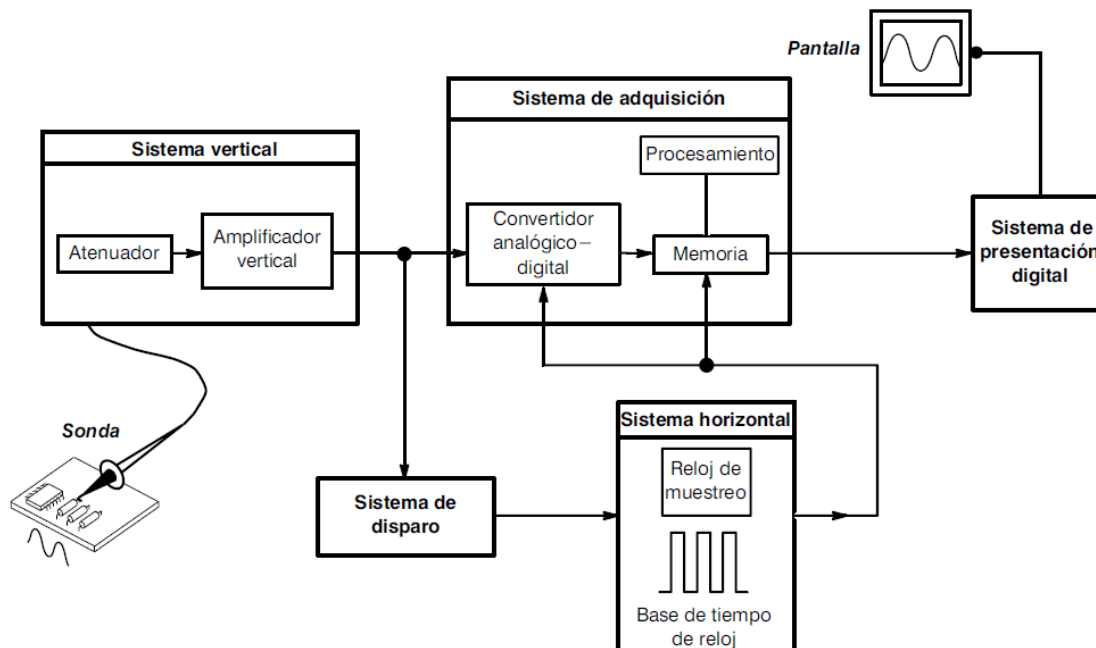 Pantalla
Sistema de adquisición
Sistema vertical
Procesamiento
Atenuador
Amplificador
vertical
Convertidor
analógico–
digital
Memoria
Sistema de
presentación
digital
Sonda
Sistema de
disparo
Sistema horizontal
Reloj de
muestreo
Base de tiempo
de reloj